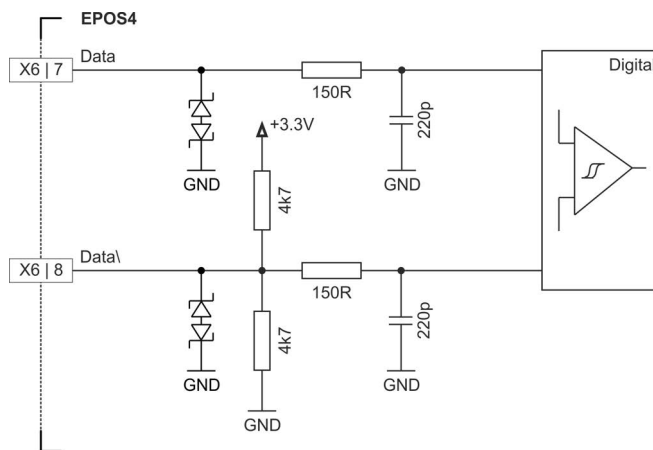 EPOS4
X6 | 7
Data
Digital
150R
220p
+3.3V
GND
GND
4k7
X6 | 8
Data\
150R
220p
4k7
GND
GND
GND